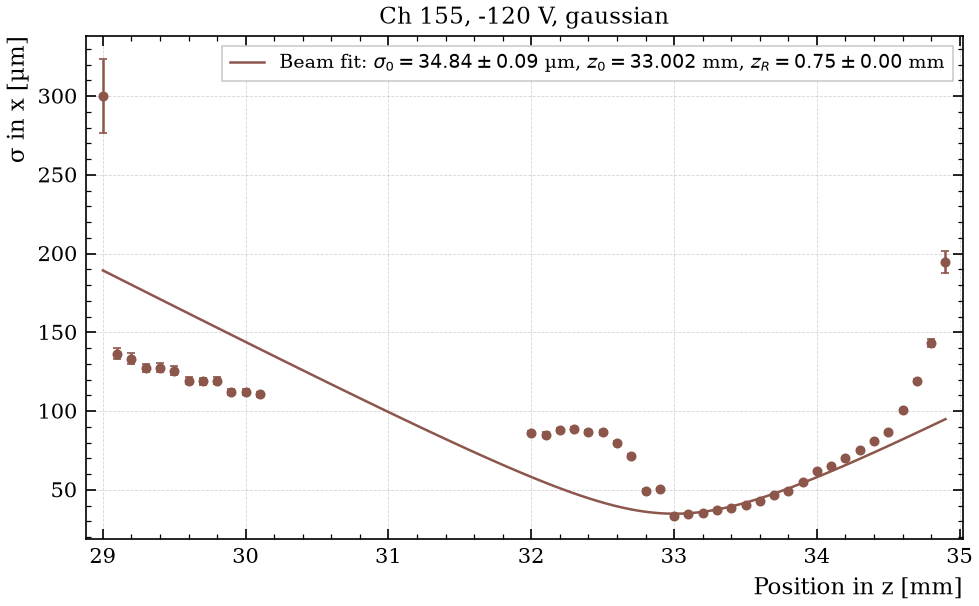 Ch 155, -120 V, gaussian
Beam fit: σ₀ = 34.84 ± 0.09 µm, z₀ = 33.002 mm, z_R = 0.75 ± 0.00 mm
σ in x [µm]
300
250
200
150
100
50
29 30 31 32 33 34 35
Position in z [mm]